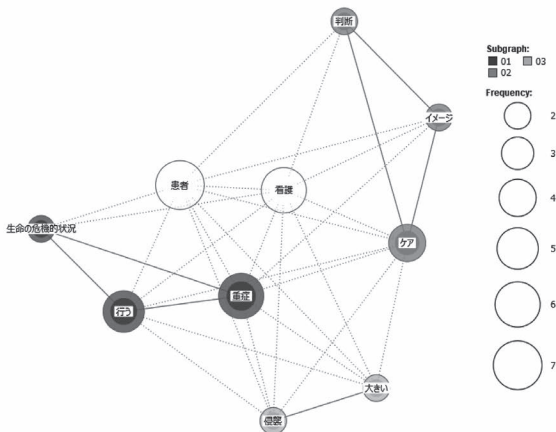 判断
Subgraph:
01 03
02
Frequency:
イメージ
2
3
患者
看護
4
生命の危機的状況
ケア
5
重症
行う
6
7
大きい
侵襲